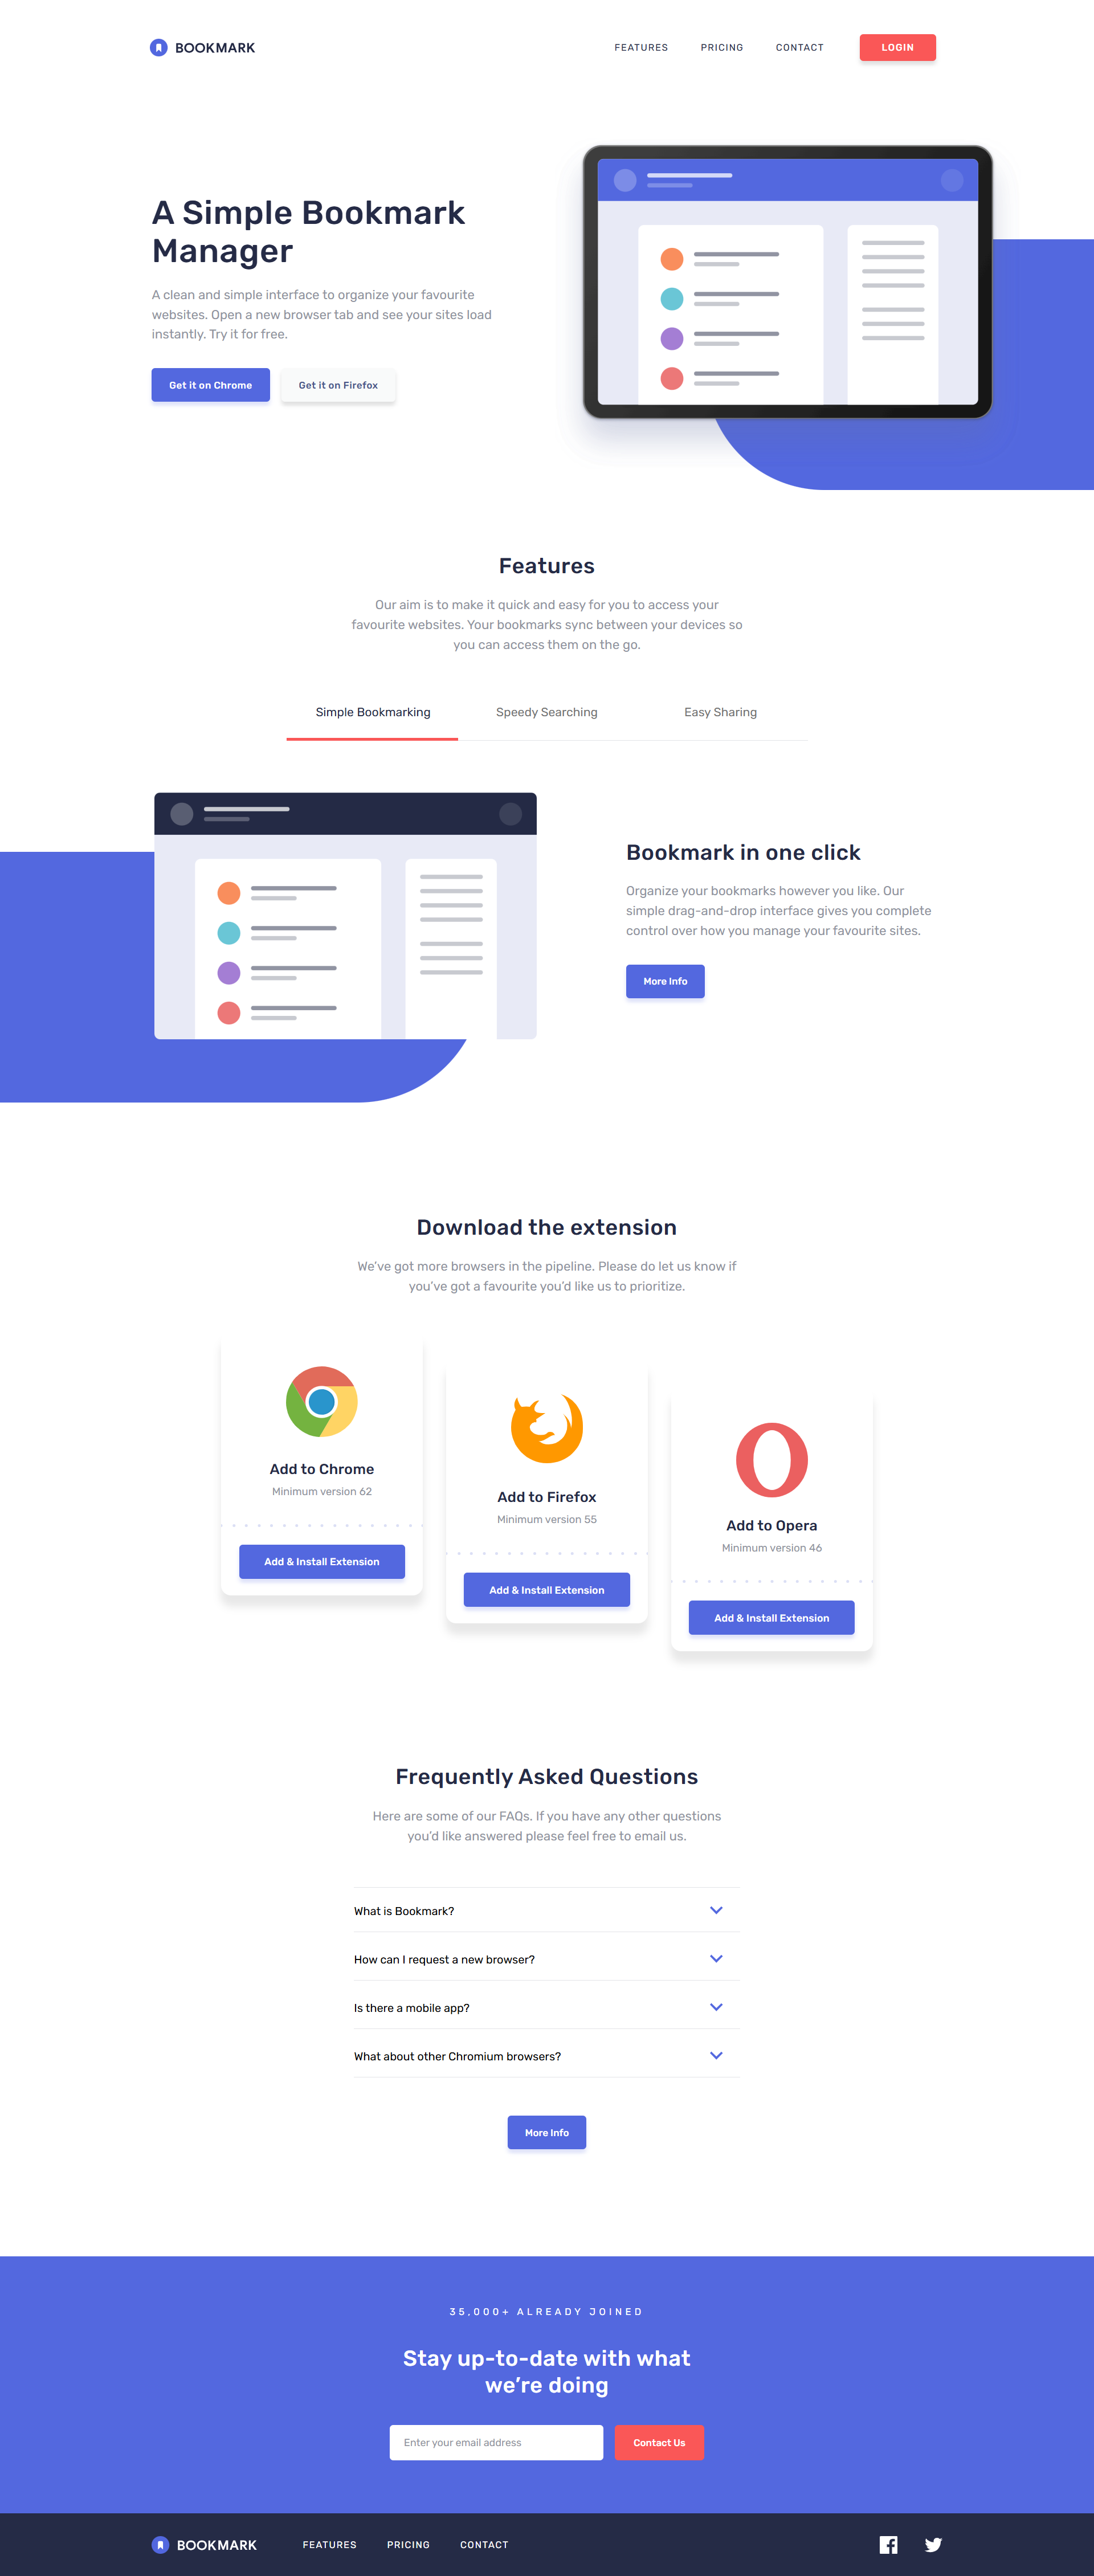 BOOKMARK
FEATURES
PRICING
CONTACT
LOGIN
A Simple Bookmark
Manager
A clean and simple interface to organize your favourite
websites. Open a new browser tab and see your sites load
instantly. Try it for free.
Get it on Chrome
Get it on Firefox
Features
Our aim is to make it quick and easy for you to access your
favourite websites. Your bookmarks sync between your devices so
you can access them on the go.
Simple Bookmarking
Speedy Searching
Easy Sharing
Bookmark in one click
Organize your bookmarks however you like. Our
simple drag-and-drop interface gives you complete
control over how you manage your favourite sites.
More Info
Download the extension
We’ve got more browsers in the pipeline. Please do let us know if
you’ve got a favourite you’d like us to prioritize.
Add to Chrome
Minimum version 62
Add & Install Extension
Add to Firefox
Minimum version 55
Add & Install Extension
Add to Opera
Minimum version 46
Add & Install Extension
Frequently Asked Questions
Here are some of our FAQs. If you have any other questions
you’d like answered please feel free to email us.
What is Bookmark?
How can I request a new browser?
Is there a mobile app?
What about other Chromium browsers?
More Info
35,000+ ALREADY JOINED
Stay up-to-date with what
we’re doing
Enter your email address
Contact Us
BOOKMARK
FEATURES
PRICING
CONTACT